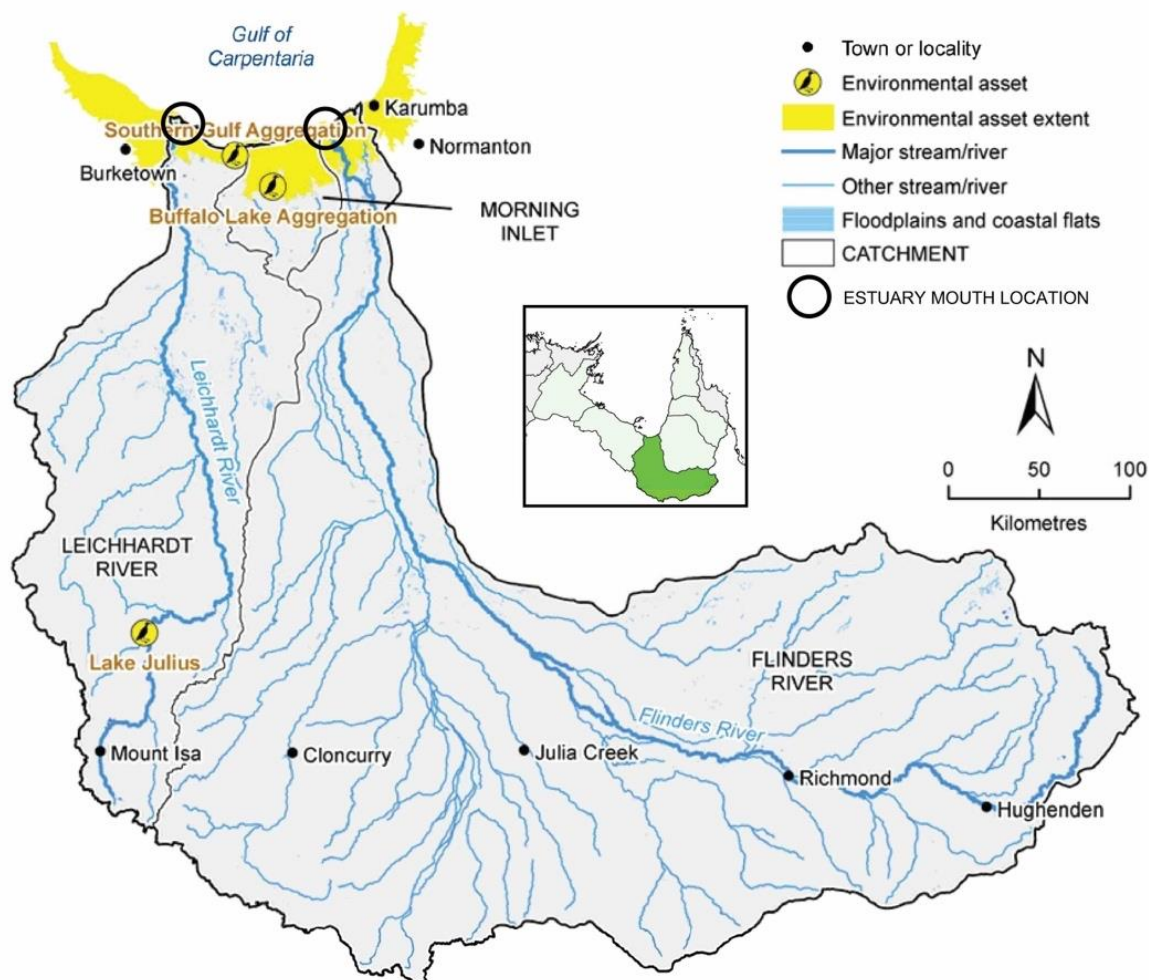 Gulf of
Carpentaria
Karumba
Southern Gulf Aggregation
Normanton
Burketown
Buffalo Lake Aggregation
MORNING
INLET
Town or locality
Environmental asset
Environmental asset extent
Major stream/river
Other stream/river
Floodplains and coastal flats
CATCHMENT
ESTUARY MOUTH LOCATION
N
0 50 100
Kilometres
Leichhardt River
LEICHHARDT
RIVER
Lake Julius
FLINDERS
RIVER
Flinders River
Mount Isa
Cloncurry
Julia Creek
Richmond
Hughenden